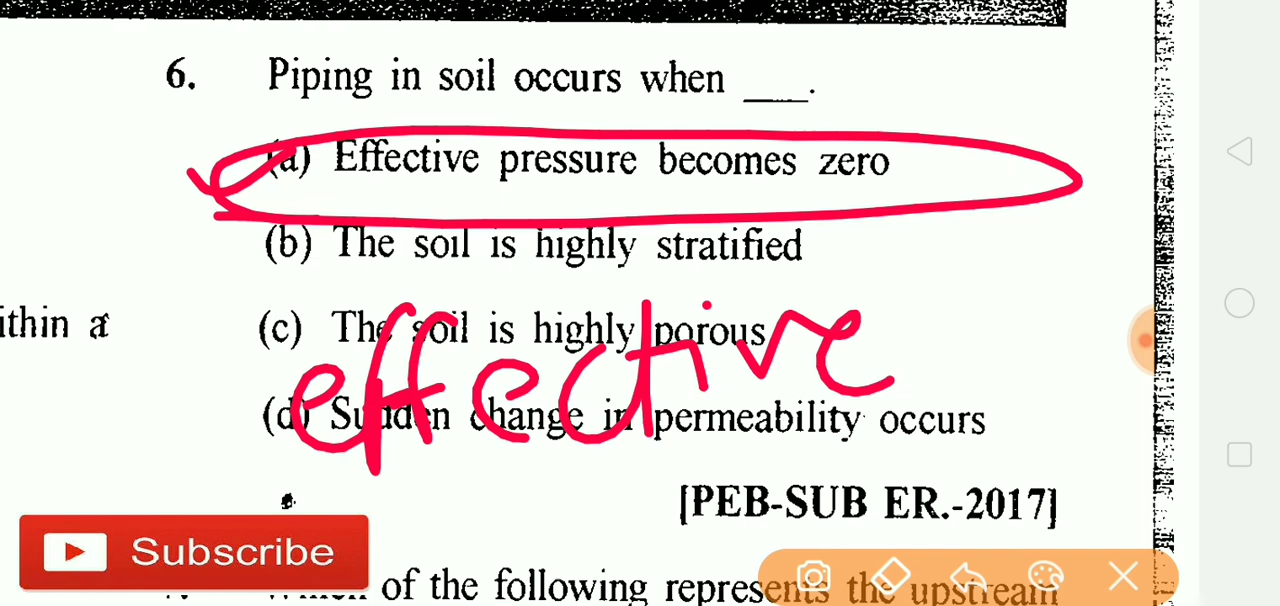 6. Piping in soil occurs when ___.
(a) Effective pressure becomes zero
(b) The soil is highly stratified
ithin a
(c) The soil is highly porous
effective
(d) Sudden change in permeability occurs
[PEB-SUB ER.-2017]
Subscribe
of the following represents the upstream